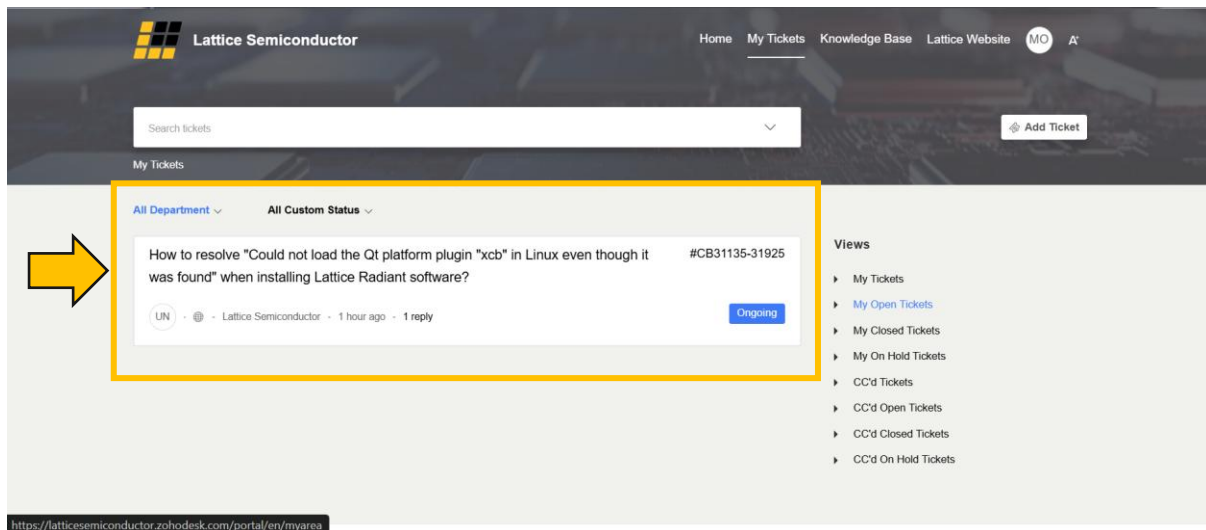 Lattice Semiconductor
Home My Tickets Knowledge Base Lattice Website MO A
Search tickets
Add Ticket
My Tickets
All Department All Custom Status
How to resolve "Could not load the Qt platform plugin "xcb" in Linux even though it #CB31135-31925
was found" when installing Lattice Radiant software?
UN - - Lattice Semiconductor - 1 hour ago - 1 reply
Ongoing
Views
My Tickets
My Open Tickets
My Closed Tickets
My On Hold Tickets
CC'd Tickets
CC'd Open Tickets
CC'd Closed Tickets
CC'd On Hold Tickets
https://latticesemiconductor.zohodesk.com/portal/en/myarea